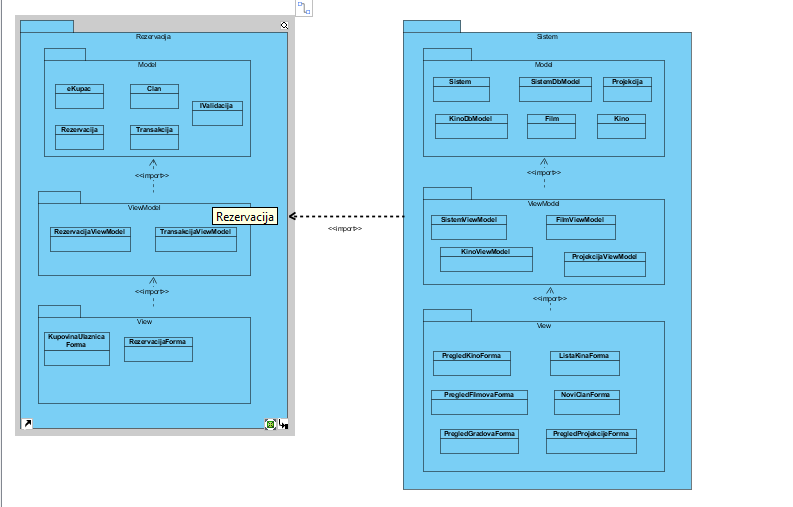 Rezervacija
Model
eKupac
Clan
IValidacija
Rezervacija
Transakcija
<<import>>
ViewModel
Rezervacija
RezervacijaViewModel
TransakcijaViewModel
<<import>>
View
KupovinaUlaznica
Forma
RezervacijaForma
<<import>>
Sistem
Model
Sistem
SistemDbModel
Projekcija
KinoDbModel
Film
Kino
<<import>>
ViewModel
SistemViewModel
FilmViewModel
KinoViewModel
ProjekcijaViewModel
<<import>>
View
PregledKinoForma
ListaKinaForma
PregledFilmovaForma
NoviClanForma
PregledGradovaForma
PregledProjekcijeForma